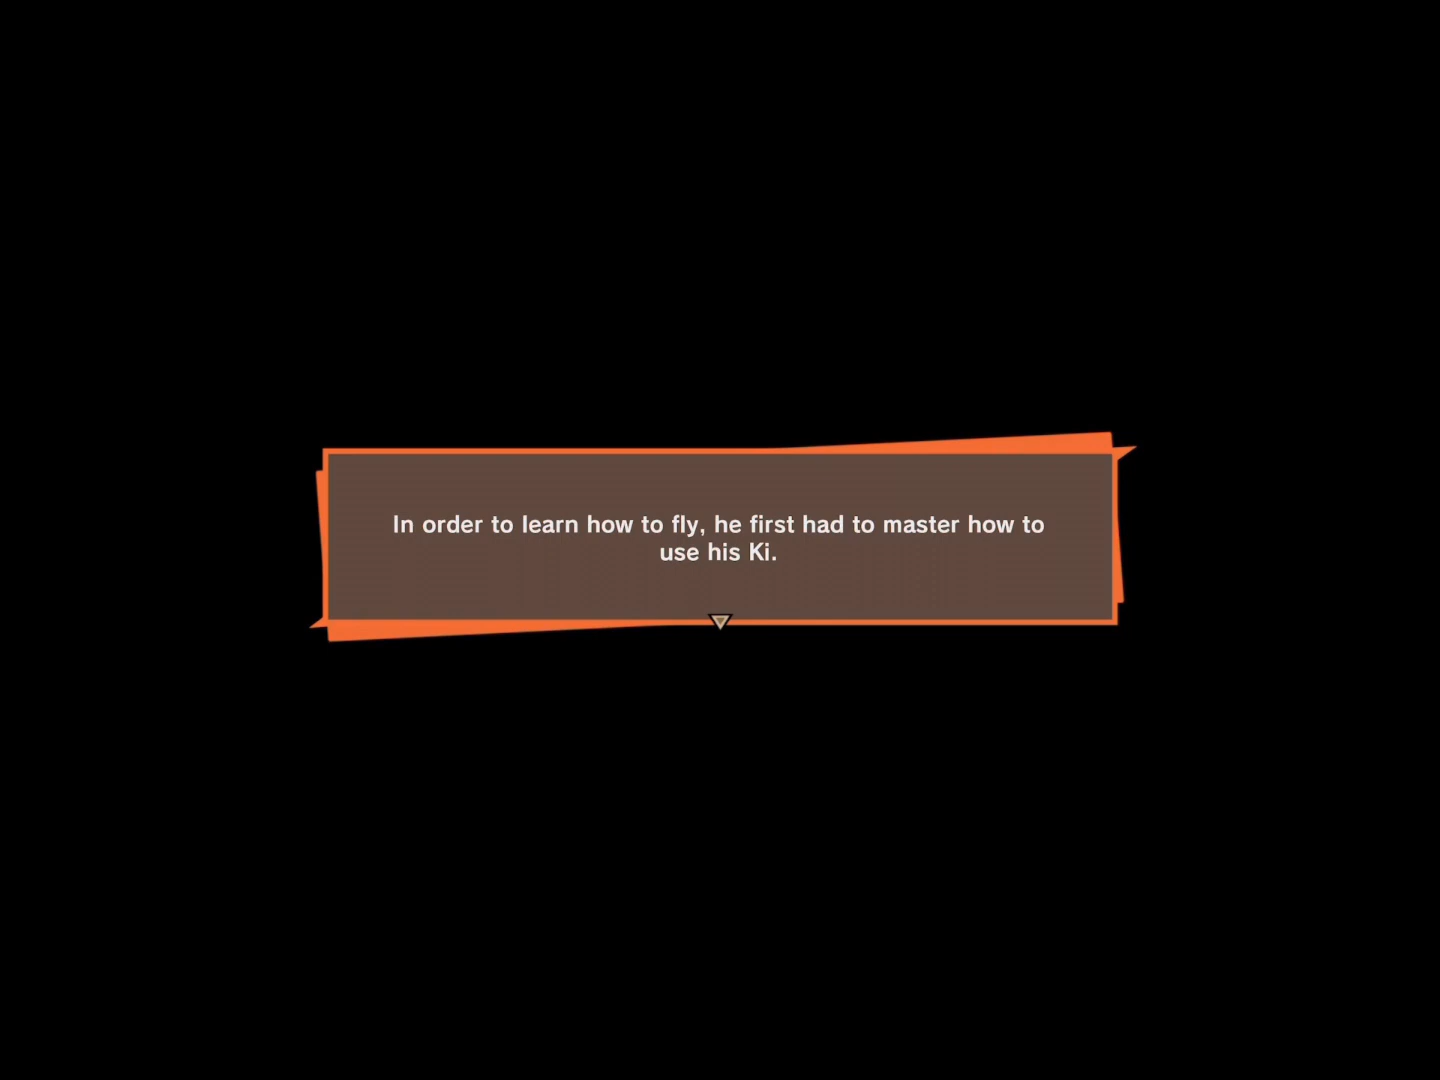 In order to learn how to fly, he first had to master how to
use his Ki.